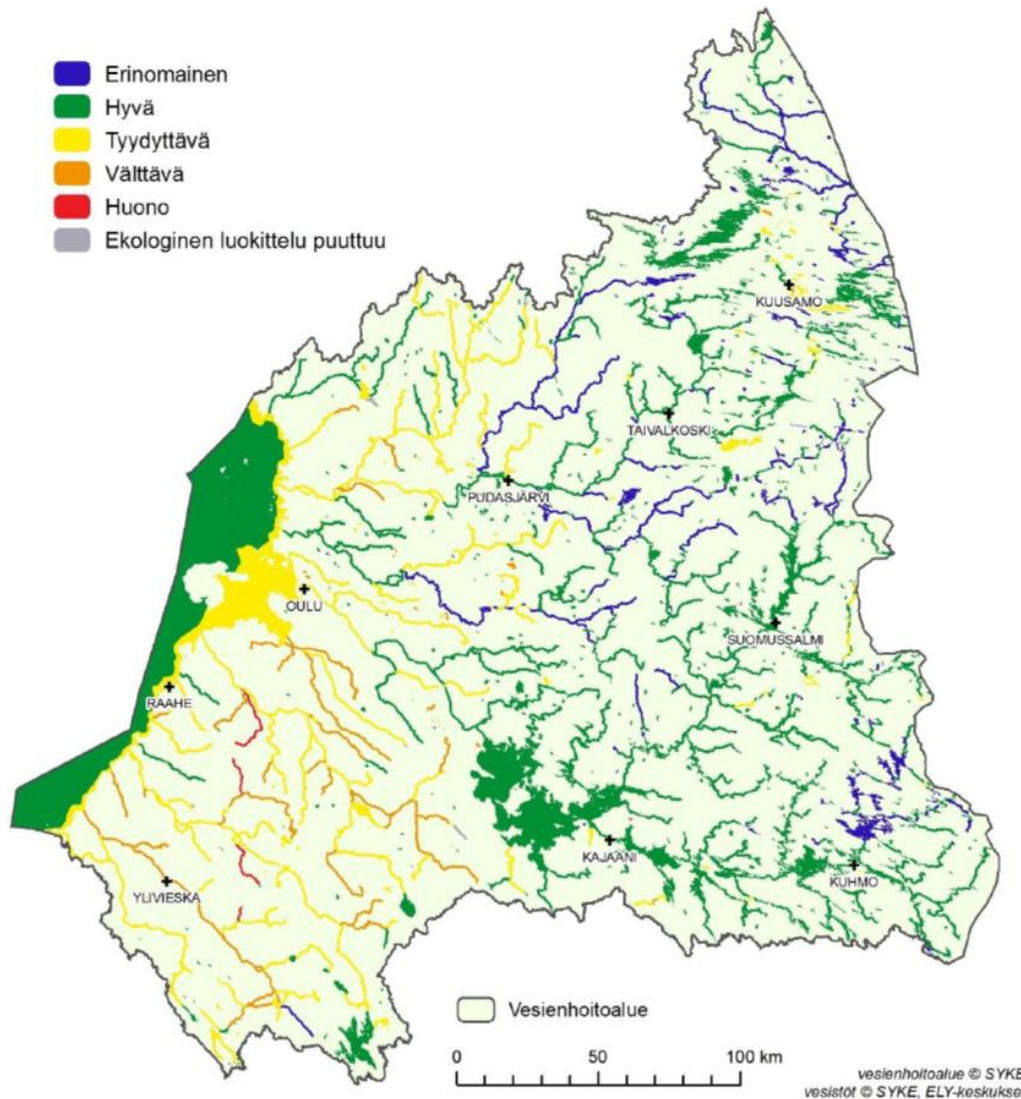 Erinomainen
Hyvä
Tyydyttävä
Välttävä
Huono
Ekologinen luokittelu puuttuu
KUUSAMO
TAIVALKOSKI
PUDASJÄRVI
OULU
SUOMUSSALMI
RAAHE
KAJAANI
KUHMO
YLIVIESKA
Vesienhoitoalue
0 50 100 km
vesienhoitoalue © SYKE
vesistöt © SYKE, ELY-keskukse